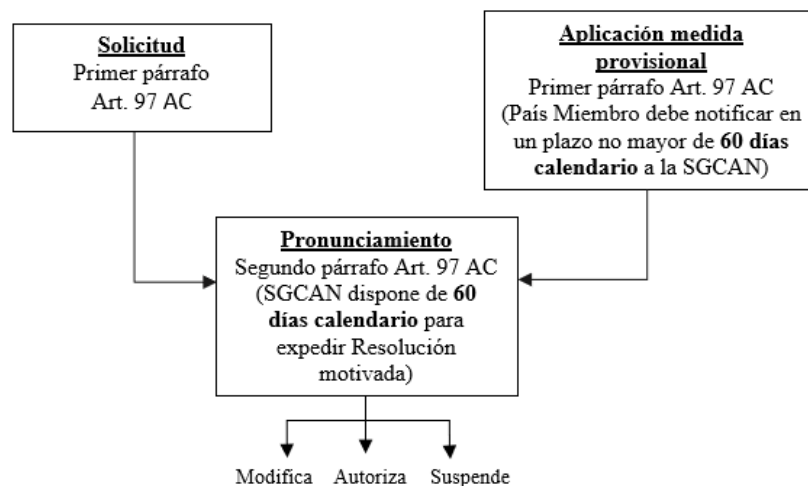 Solicitud
Primer párrafo
Art. 97 AC
Aplicación medida
provisional
Primer párrafo Art. 97 AC
(País Miembro debe notificar en
un plazo no mayor de 60 días
calendario a la SGCAN)
Pronunciamiento
Segundo párrafo Art. 97 AC
(SGCAN dispone de 60
días calendario para
expedir Resolución
motivada)
Modifica Autoriza Suspende